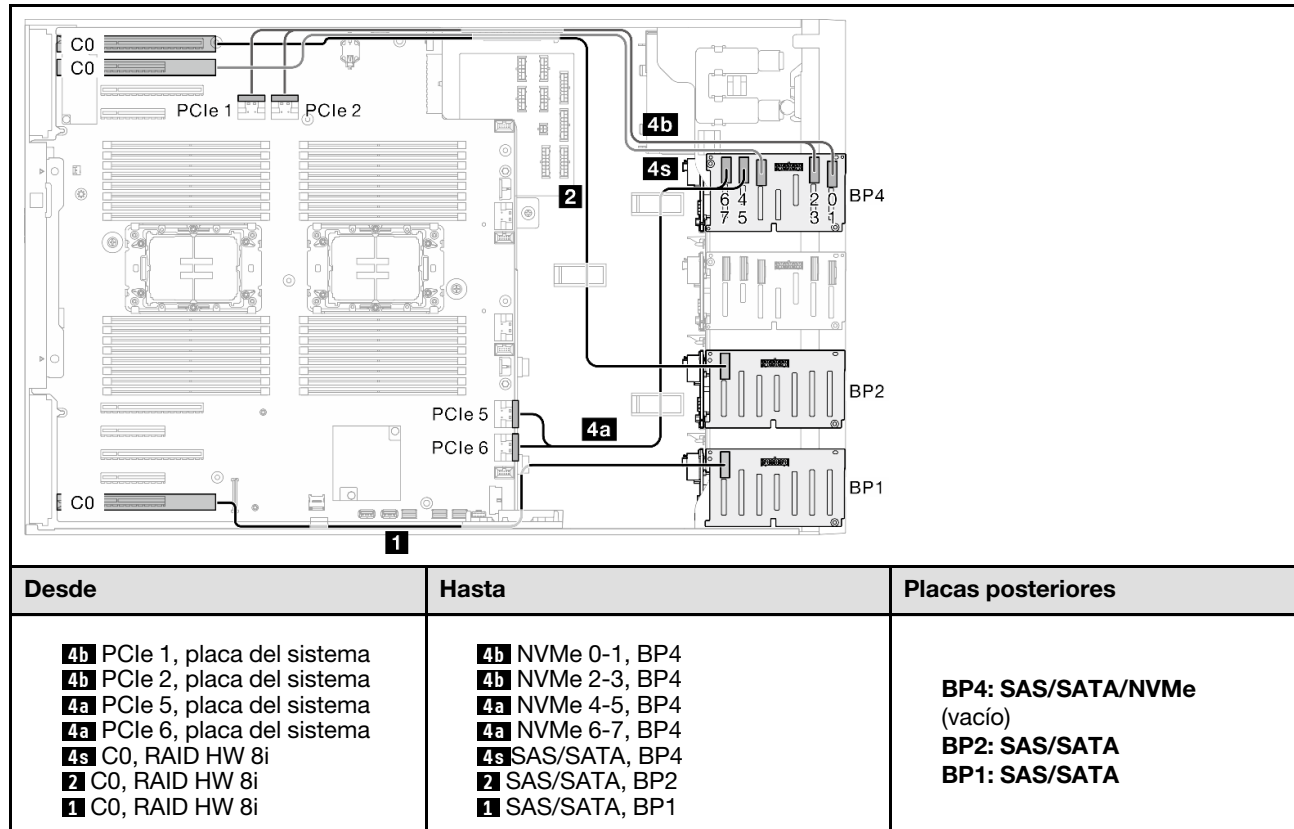 C0
C0
PCIe 1
PCIe 2
4b
4s
2
6 4 2 0
7 5 3 1
BP4
BP2
PCIe 5
4a
PCIe 6
BP1
C0
1
Desde
Hasta
Placas posteriores
4b PCIe 1, placa del sistema
4b PCIe 2, placa del sistema
4a PCIe 5, placa del sistema
4a PCIe 6, placa del sistema
4s C0, RAID HW 8i
2 C0, RAID HW 8i
1 C0, RAID HW 8i
4b NVMe 0-1, BP4
4b NVMe 2-3, BP4
4a NVMe 4-5, BP4
4a NVMe 6-7, BP4
4s SAS/SATA, BP4
2 SAS/SATA, BP2
1 SAS/SATA, BP1
BP4: SAS/SATA/NVMe
(vacío)
BP2: SAS/SATA
BP1: SAS/SATA